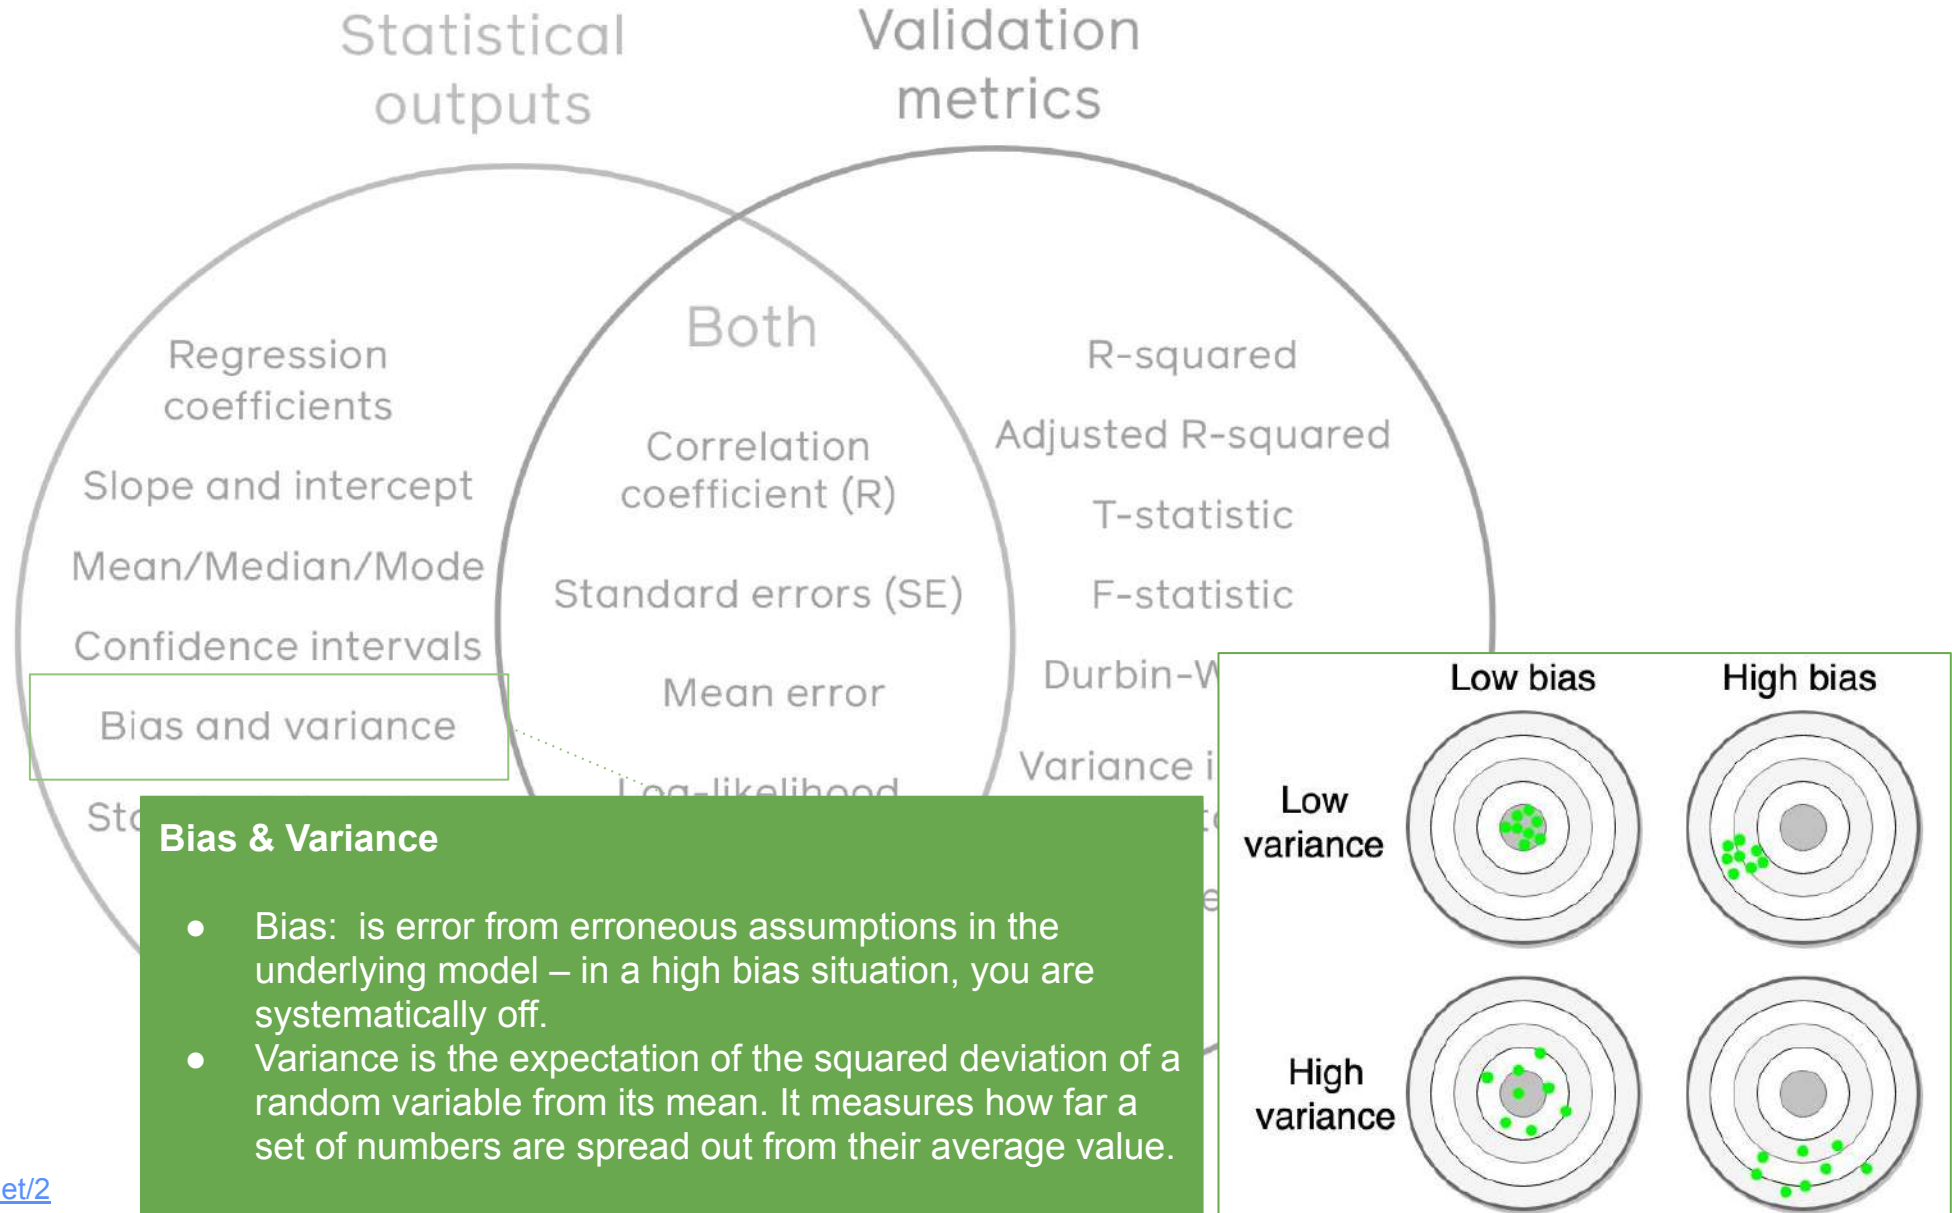 Statistical
outputs
Validation
metrics
Both
Regression
coefficients
Slope and intercept
Mean/Median/Mode
Confidence intervals
Bias and variance
Correlation
coefficient (R)
Standard errors (SE)
Mean error
Log-likelihood
R-squared
Adjusted R-squared
T-statistic
F-statistic
Variance
Bias & Variance
● Bias:  is error from erroneous assumptions in the
underlying model – in a high bias situation, you are
systematically off.
● Variance is the expectation of the squared deviation of a
random variable from its mean. It measures how far a
set of numbers are spread out from their average value.
Low bias
High bias
Low
variance
High
variance
et/2